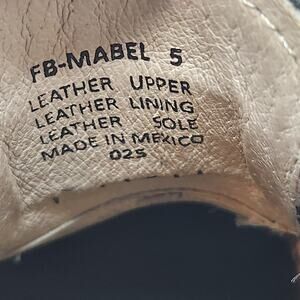 FB-MABEL 5
LEATHER UPPER
LEATHER LINING
LEATHER SOLE
MADE IN MEXICO
025